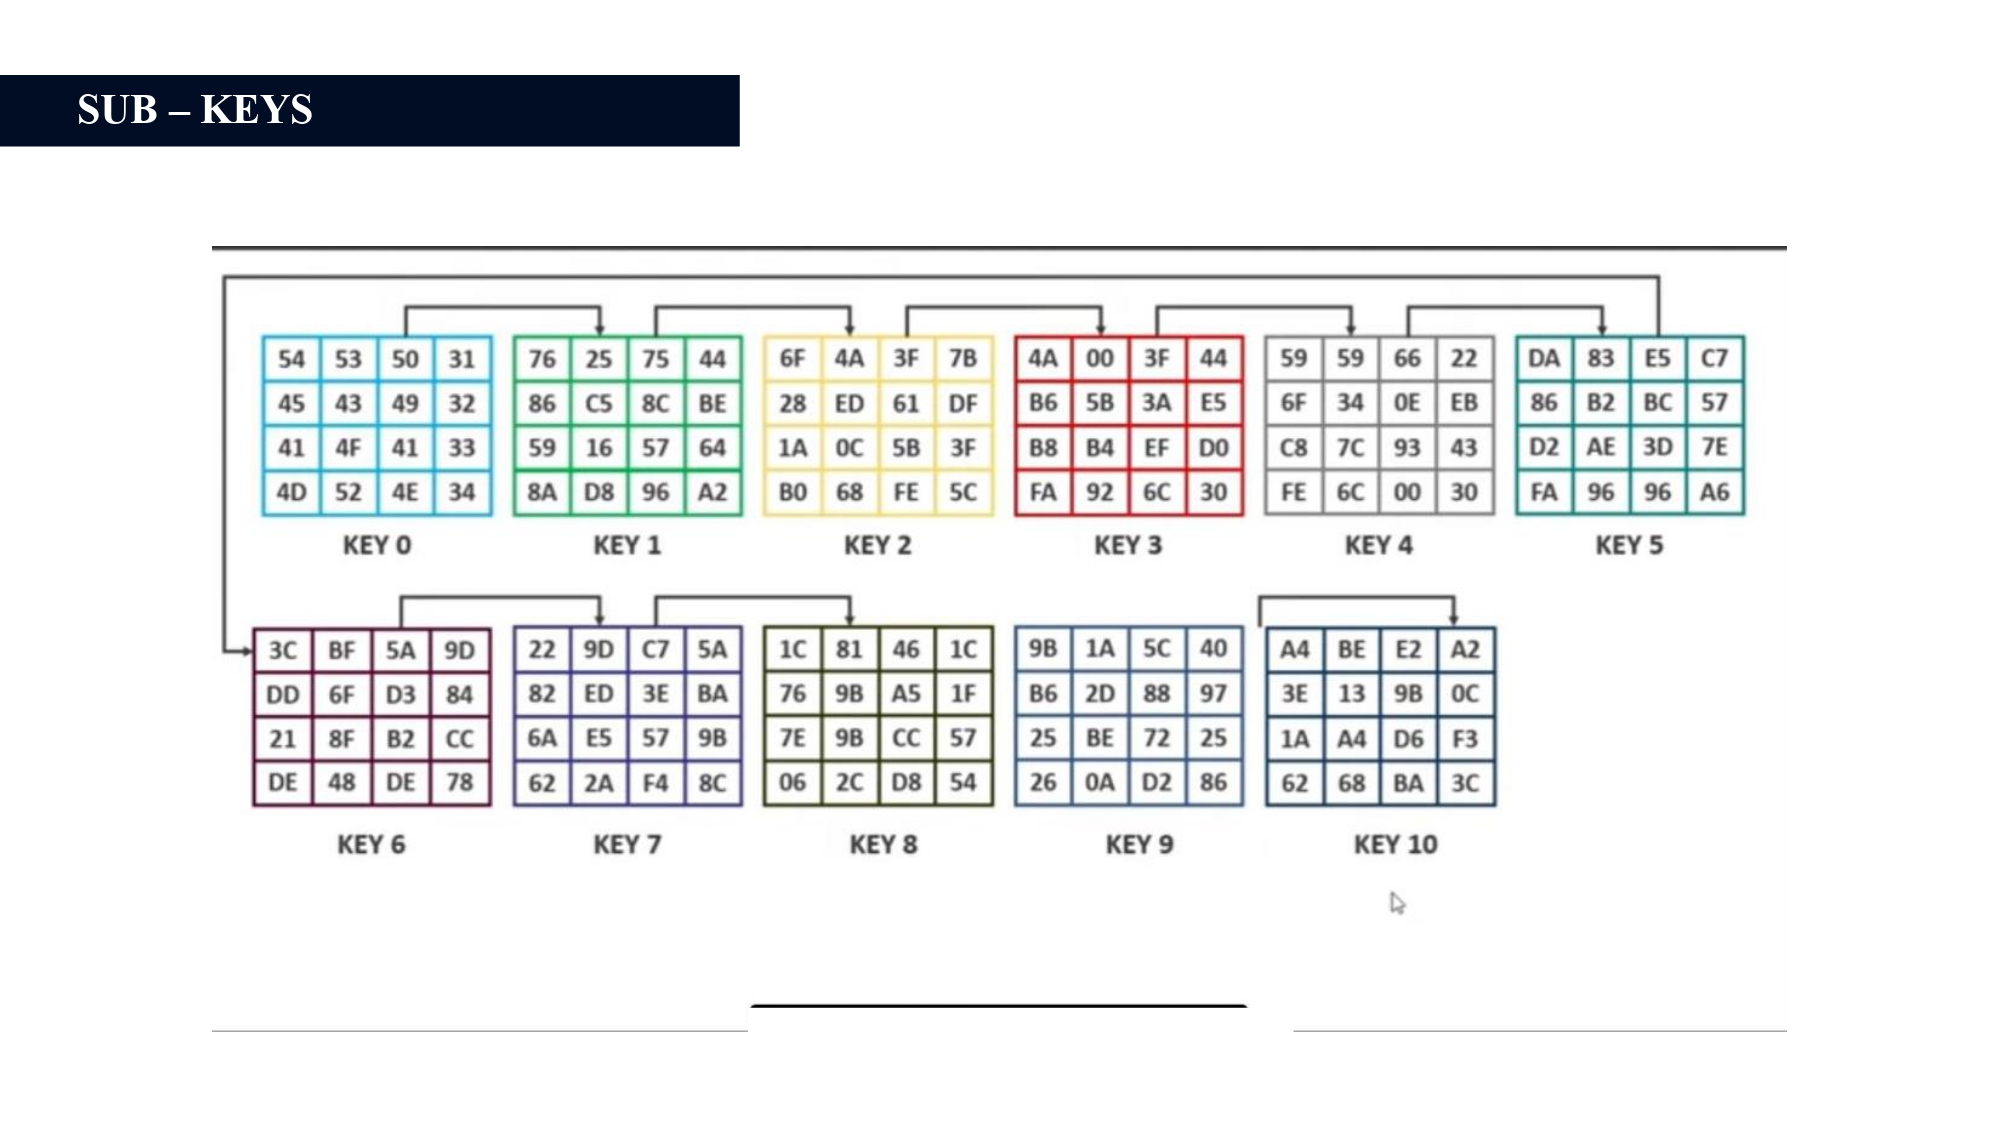 SUB – KEYS
54 53 50 31 76 25 75 44 6F 4A 3F 7B 4A 00 3F 44 59 59 66 22 DA 83 E5 C7
45 43 49 32 86 C5 8C BE 28 ED 61 DF B6 5B 3A E5 6F 34 0E EB 86 B2 BC 57
41 4F 41 33 59 16 57 64 1A 0C 5B 3F B8 B4 EF D0 C8 7C 93 43 D2 AE 3D 7E
4D 52 4E 34 8A D8 96 A2 B0 68 FE 5C FA 92 6C 30 FE 6C 00 30 FA 96 96 A6
KEY 0 KEY 1 KEY 2 KEY 3 KEY 4 KEY 5
3C BF 5A 9D 22 9D C7 5A 1C 81 46 1C 9B 1A 5C 40 A4 BE E2 A2
DD 6F D3 84 82 ED 3E BA 76 9B A5 1F B6 2D 88 97 3E 13 9B 0C
21 8F B2 CC 6A E5 57 9B 7E 9B CC 57 25 BE 72 25 1A A4 D6 F3
DE 48 DE 78 62 2A F4 8C 06 2C D8 54 26 0A D2 86 62 68 BA 3C
KEY 6 KEY 7 KEY 8 KEY 9 KEY 10